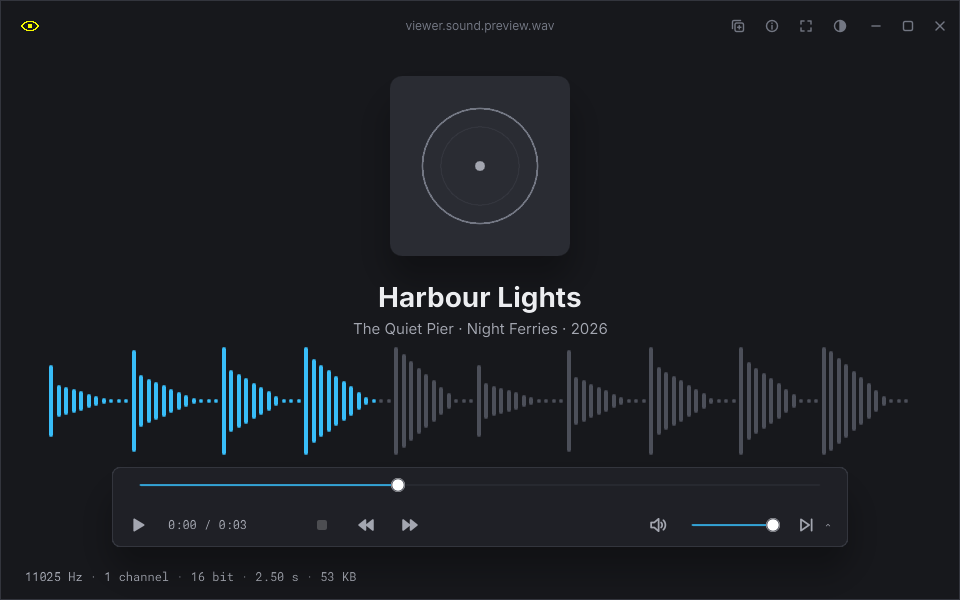 viewer.sound.preview.wav
Harbour Lights
The Quiet Pier · Night Ferries · 2026
0:00 / 0:03
11025 Hz · 1 channel · 16 bit · 2.50 s · 53 KB